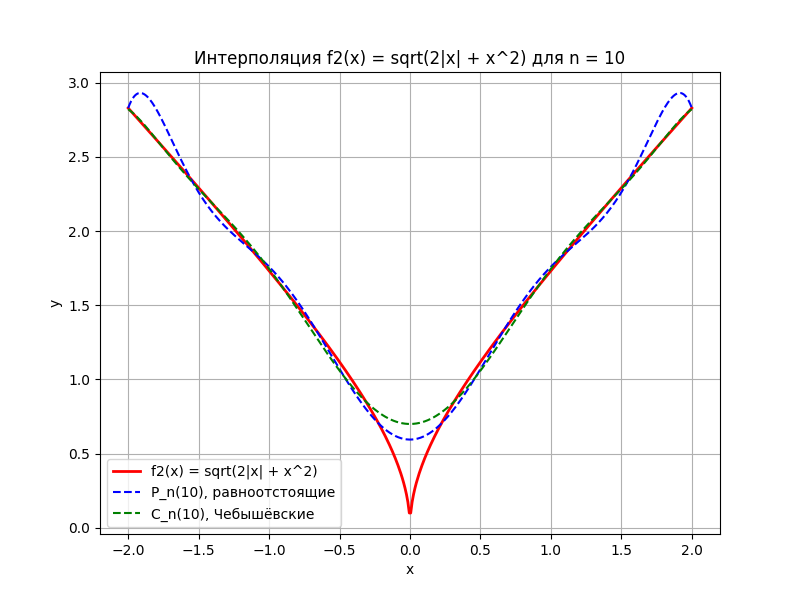 Интерполяция f2(x) = sqrt(2|x| + x^2) для n = 10
y
3.0
2.5
2.0
1.5
1.0
0.5
0.0
f2(x) = sqrt(2|x| + x^2)
P_n(10), равноотстоящие
C_n(10), Чебышёвские
−2.0 −1.5 −1.0 −0.5 0.0 0.5 1.0 1.5 2.0
x